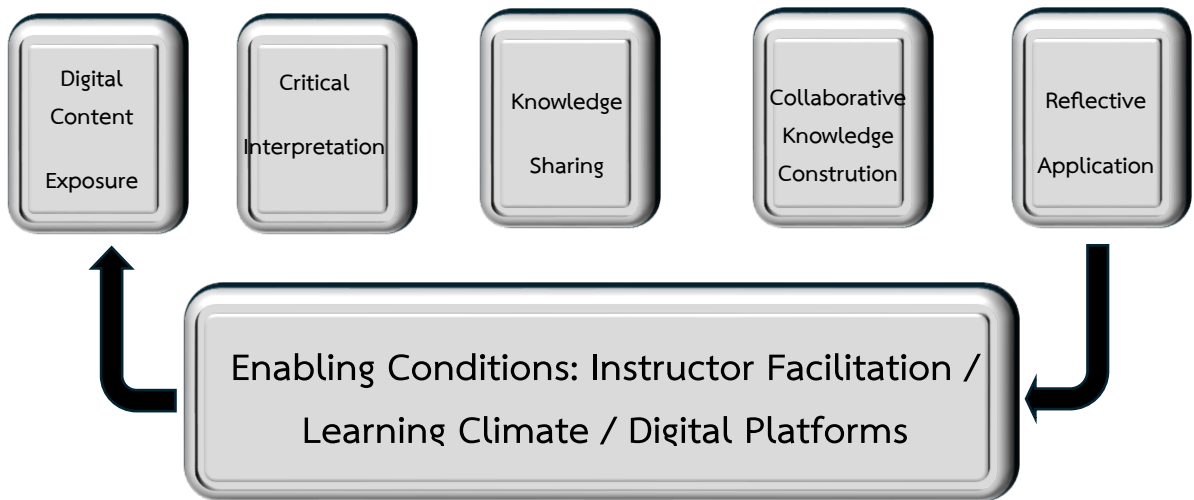 Digital
Content
Exposure
Critical
Interpretation
Knowledge
Sharing
Collaborative
Knowledge
Constrution
Reflective
Application
Enabling Conditions: Instructor Facilitation /
Learning Climate / Digital Platforms